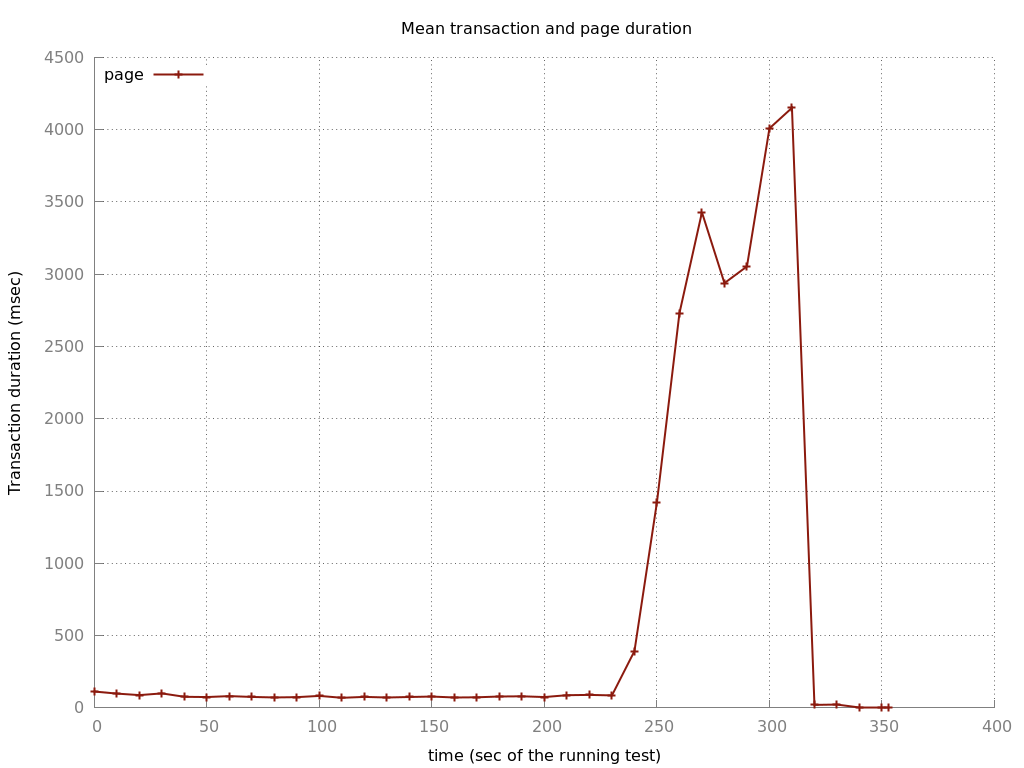 Mean transaction and page duration
4500
page
4000
3500
3000
2500
2000
1500
1000
500
0
Transaction duration (msec)
0 50 100 150 200 250 300 350 400
time (sec of the running test)